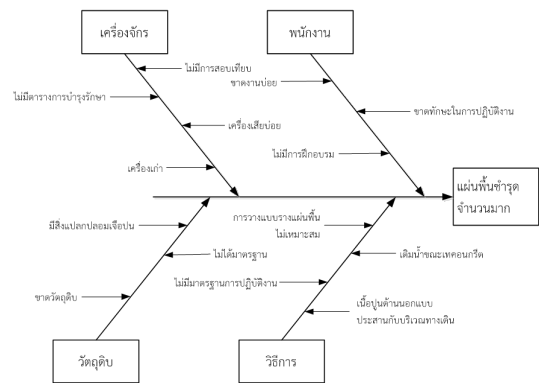 เครื่องจักร
พนักงาน
ไม่มีการสอบเทียบ
ขาดงานบ่อย
ไม่มีตารางการบำรุงรักษา
ขาดทักษะในการปฏิบัติงาน
เครื่องเสียบ่อย
ไม่มีการฝึกอบรม
เครื่องเก่า
แผ่นพื้นชำรุด
จำนวนมาก
มีสิ่งแปลกปลอมเจือปน
การวางแบบรางแผ่นพื้น
ไม่เหมาะสม
ไม่ได้มาตรฐาน
เติมน้ำขณะเทคอนกรีต
ไม่มีมาตรฐานการปฏิบัติงาน
ขาดวัตถุดิบ
เนื้อปูนด้านนอกแบบ
ประสานกับบริเวณทางเดิน
วัตถุดิบ
วิธีการ